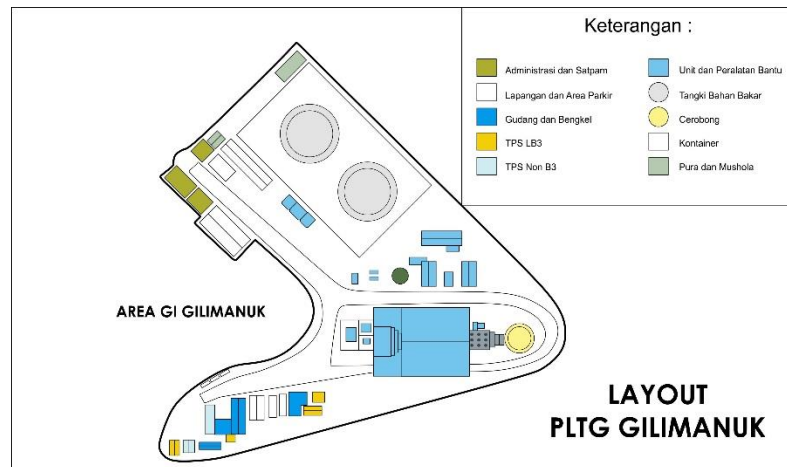 Keterangan :
Administrasi dan Satpam
Unit dan Peralatan Bantu
Lapangan dan Area Parkir
Tangki Bahan Bakar
Gudang dan Bengkel
Cerobong
TPS LB3
Kontainer
TPS Non B3
Pura dan Mushola
AREA GI GILIMANUK
LAYOUT
PLTG GILIMANUK